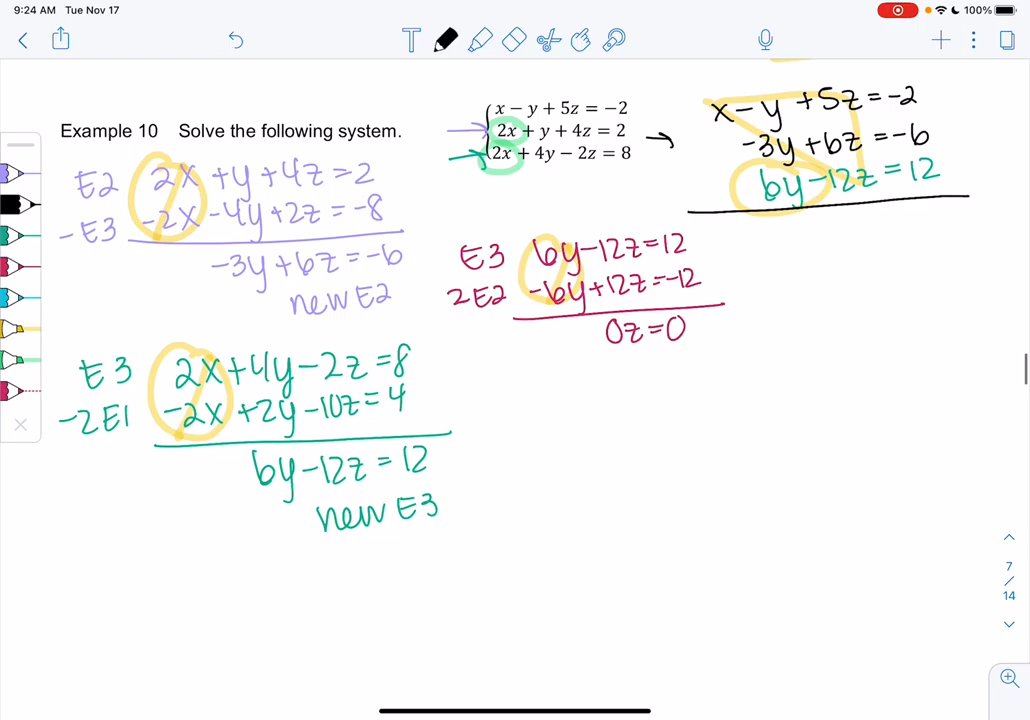 9:24 AM Tue Nov 17
100%
T
Example 10 Solve the following system.
x − y + 5z = −2
2x + y + 4z = 2
2x + 4y − 2z = 8
→
x - y + 5z = -2
-3y + 6z = -6
6y - 12z = 12
E2 2x + y + 4z = 2
-E3 -2x - 4y + 2z = -8
-3y + 6z = -6
new E2
E3 6y - 12z = 12
2E2 -6y + 12z = -12
0z = 0
E3 2x + 4y - 2z = 8
-2E1 -2x + 2y - 10z = 4
6y - 12z = 12
new E3
7
/
14